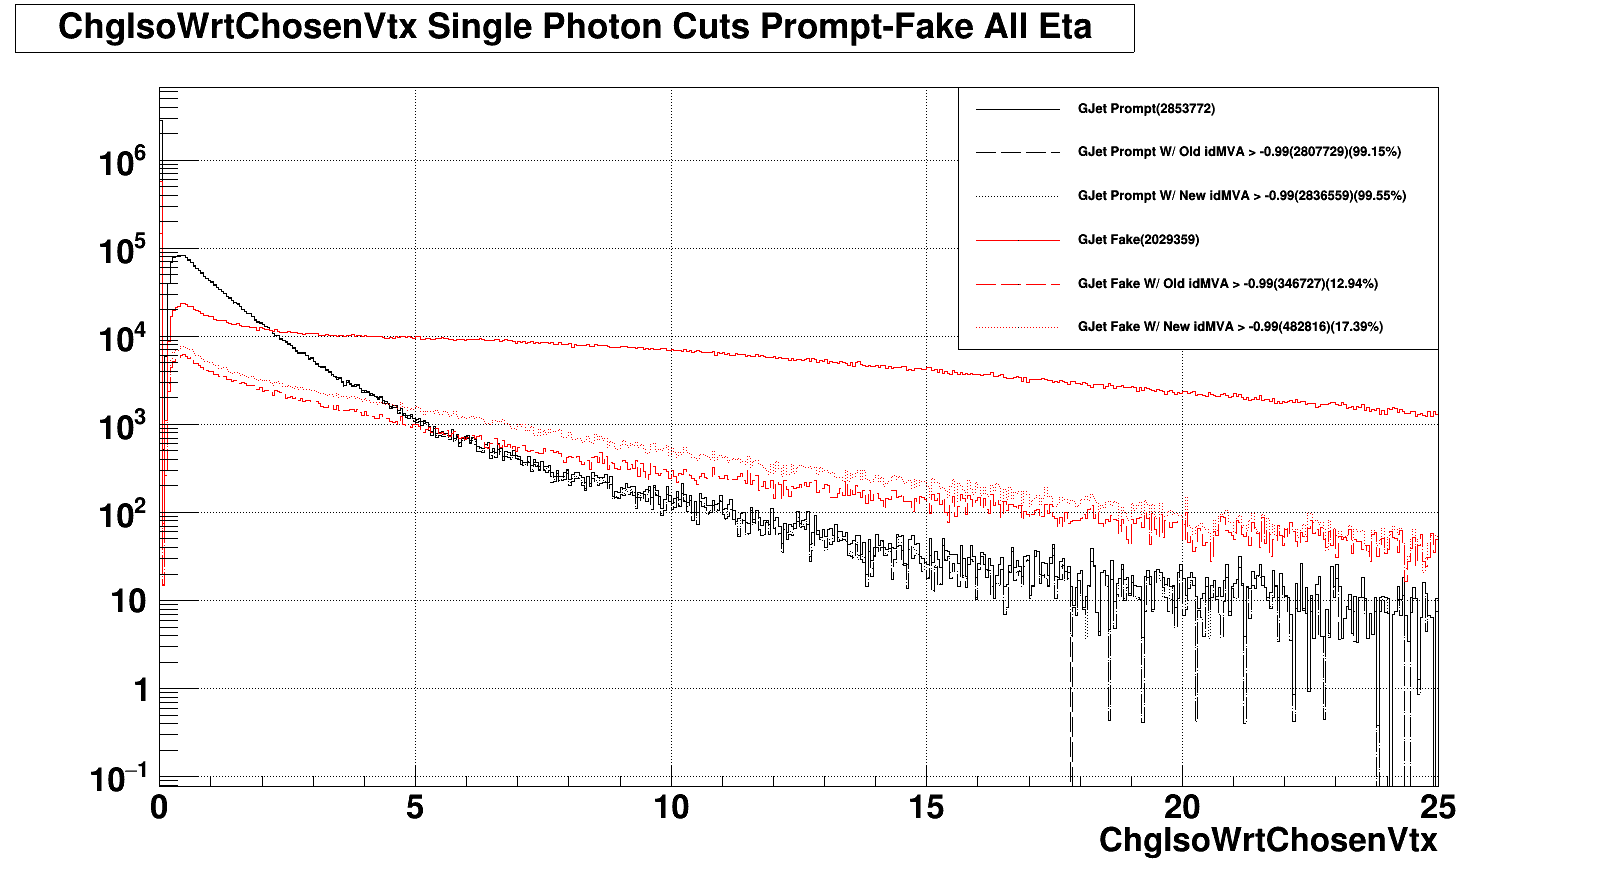 ChgIsoWrtChosenVtx Single Photon Cuts Prompt-Fake All Eta
GJet Prompt(2853772)
GJet Prompt W/ Old idMVA > -0.99(2807729)(99.15%)
GJet Prompt W/ New idMVA > -0.99(2836559)(99.55%)
GJet Fake(2029359)
GJet Fake W/ Old idMVA > -0.99(346727)(12.94%)
GJet Fake W/ New idMVA > -0.99(482816)(17.39%)
10⁶
10⁵
10⁴
10³
10²
10
1
10⁻¹
0 5 10 15 20 25
ChgIsoWrtChosenVtx